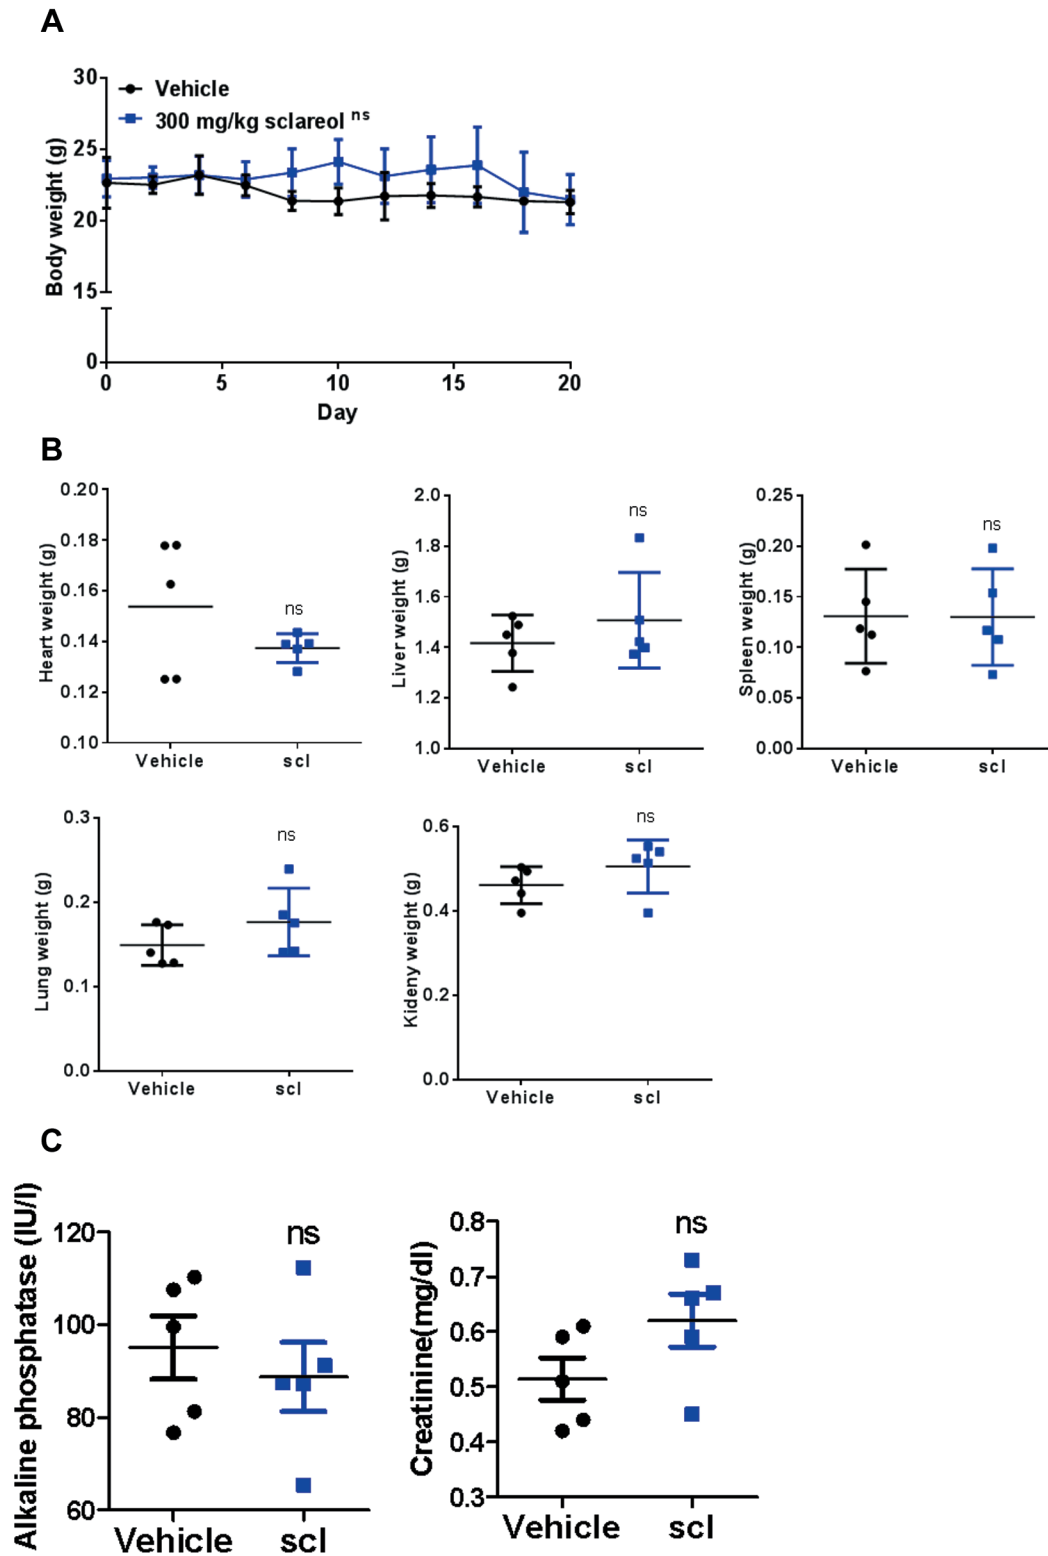 A
30
25
20
15
0
Body weight (g)
Vehicle
300 mg/kg sclareol ns
0 5 10 15 20
Day
B
0.20
0.18
0.16
0.14
0.12
0.10
Heart weight (g)
ns
Vehicle scl
2.0
1.8
1.6
1.4
1.2
1.0
Liver weight (g)
ns
Vehicle scl
0.25
0.20
0.15
0.10
0.05
0.00
Spleen weight (g)
ns
Vehicle scl
0.3
0.2
0.1
0.0
Lung weight (g)
ns
Vehicle scl
0.6
0.4
0.2
0.0
Kideny weight (g)
ns
Vehicle scl
C
120
100
80
60
Alkaline phosphatase (IU/l)
ns
Vehicle scl
0.8
0.7
0.6
0.5
0.4
0.3
Creatinine(mg/dl)
ns
Vehicle scl